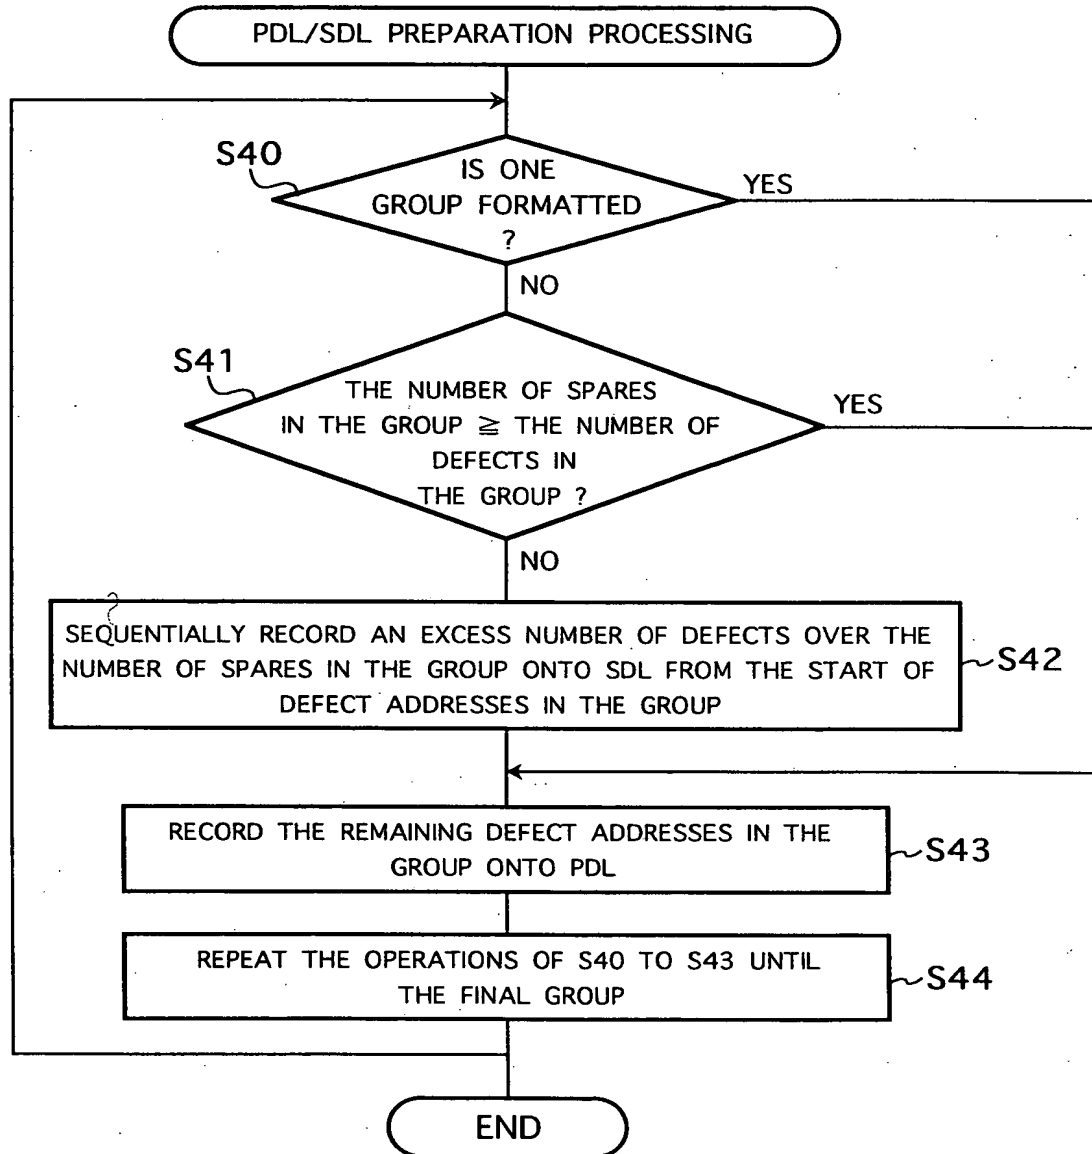 PDL/SDL PREPARATION PROCESSING
S40
IS ONE
GROUP FORMATTED
?
YES
NO
S41
THE NUMBER OF SPARES
IN THE GROUP ≧ THE NUMBER OF
DEFECTS IN
THE GROUP ?
YES
NO
SEQUENTIALLY RECORD AN EXCESS NUMBER OF DEFECTS OVER THE
NUMBER OF SPARES IN THE GROUP ONTO SDL FROM THE START OF
DEFECT ADDRESSES IN THE GROUP
S42
RECORD THE REMAINING DEFECT ADDRESSES IN THE
GROUP ONTO PDL
S43
REPEAT THE OPERATIONS OF S40 TO S43 UNTIL
THE FINAL GROUP
S44
END